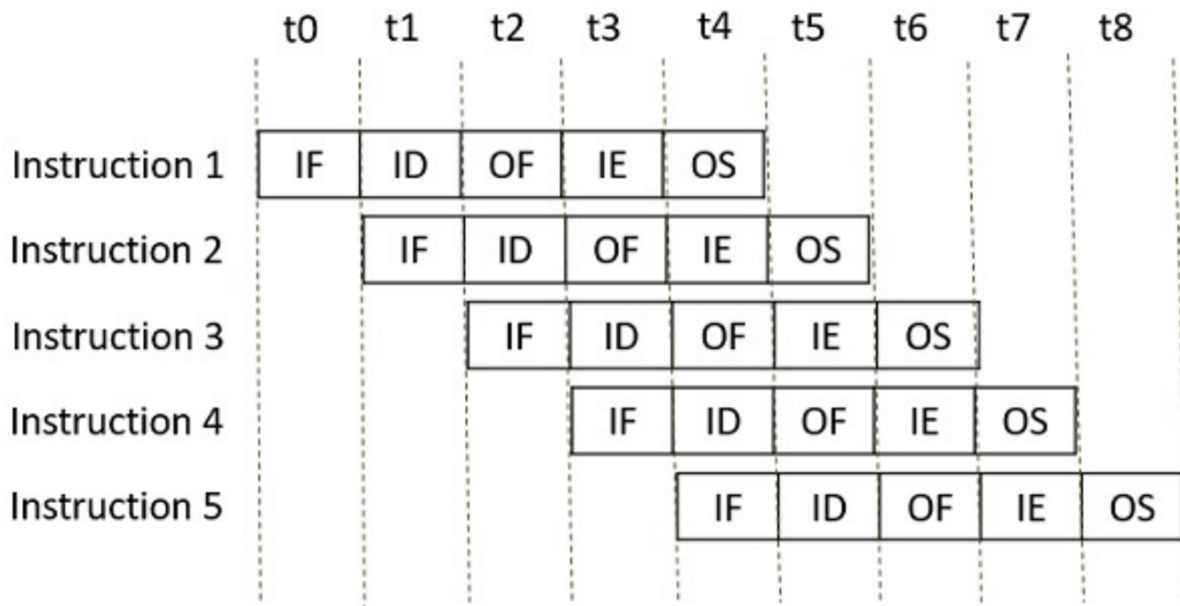 t0 t1 t2 t3 t4 t5 t6 t7 t8
Instruction 1 IF ID OF IE OS
Instruction 2 IF ID OF IE OS
Instruction 3 IF ID OF IE OS
Instruction 4 IF ID OF IE OS
Instruction 5 IF ID OF IE OS